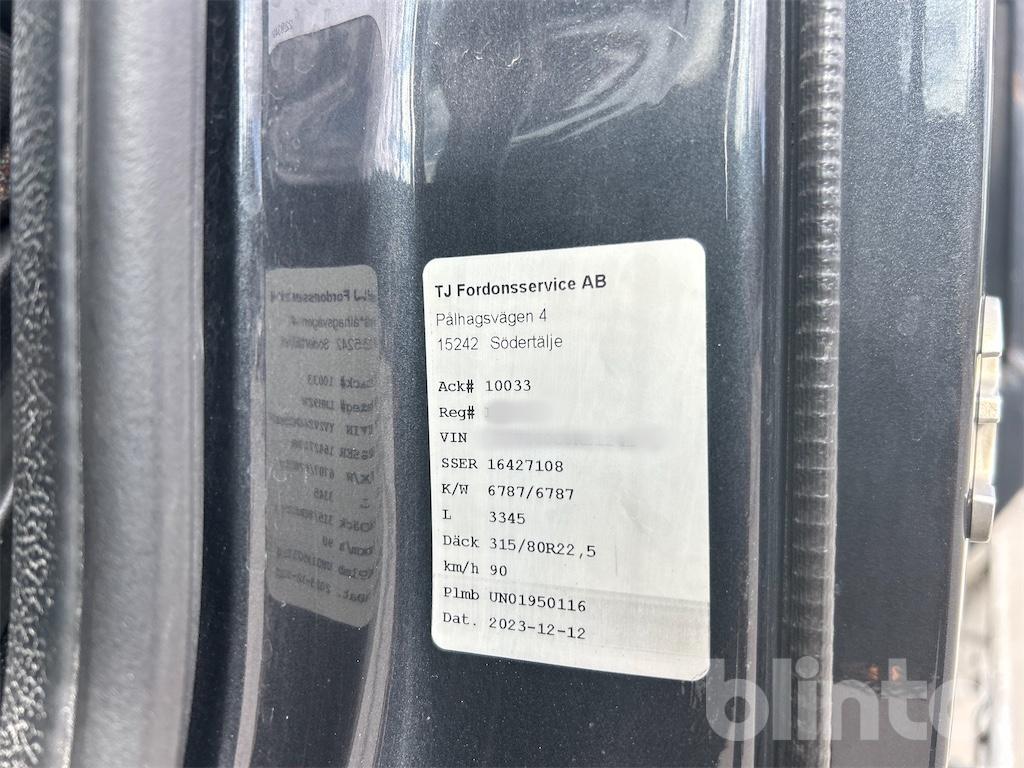 TJ Fordonsservice AB
Pålhagsvägen 4
15242 Södertälje
Ack# 10033
Reg#
VIN
SSER 16427108
K/W 6787/6787
L 3345
Däck 315/80R22,5
km/h 90
Plmb UN01950116
Dat. 2023-12-12